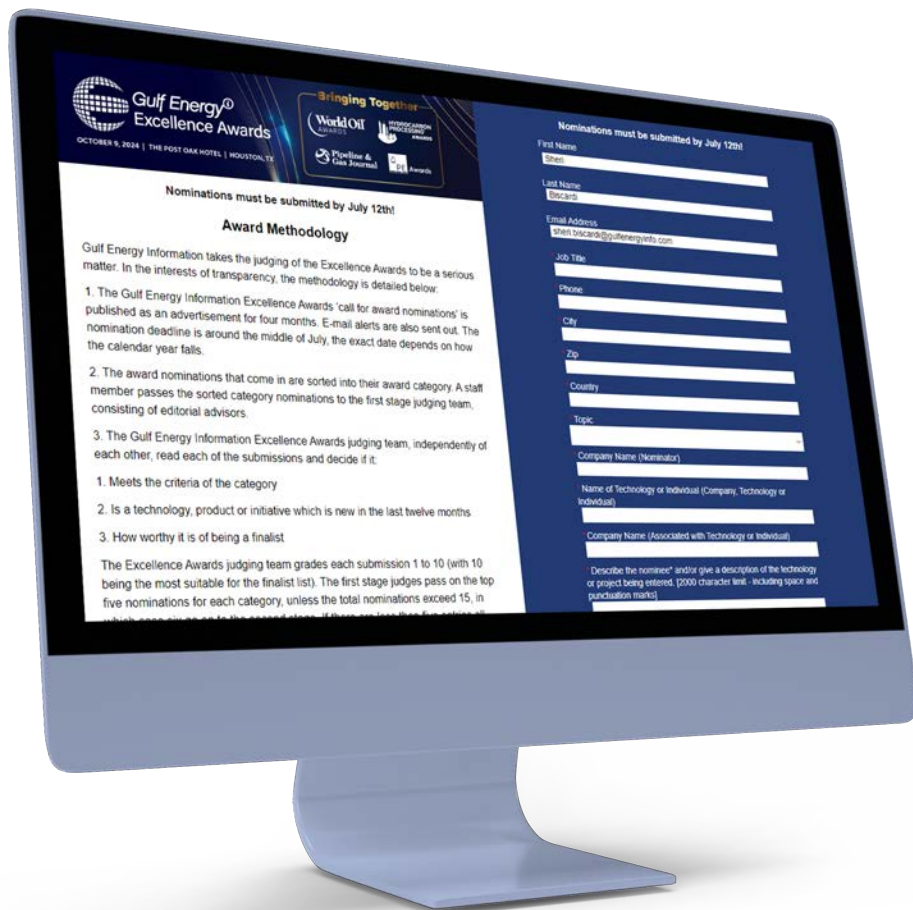 Gulf Energy ⓘ
Excellence Awards
OCTOBER 9, 2024 | THE POST OAK HOTEL | HOUSTON, TX
Bringing Together
World Oil
AWARDS
HYDROCARBON
PROCESSING
AWARDS
Pipeline &
Gas Journal
PE Awards
Nominations must be submitted by July 12th!
Award Methodology
Gulf Energy Information takes the judging of the Excellence Awards to be a serious
matter. In the interests of transparency, the methodology is detailed below:
1. The Gulf Energy Information Excellence Awards 'call for award nominations' is
published as an advertisement for four months. E-mail alerts are also sent out. The
nomination deadline is around the middle of July, the exact date depends on how
the calendar year falls.
2. The award nominations that come in are sorted into their award category. A staff
member passes the sorted category nominations to the first stage judging team,
consisting of editorial advisors.
3. The Gulf Energy Information Excellence Awards judging team, independently of
each other, read each of the submissions and decide if it:
1. Meets the criteria of the category
2. Is a technology, product or initiative which is new in the last twelve months
3. How worthy it is of being a finalist
The Excellence Awards judging team grades each submission 1 to 10 (with 10
being the most suitable for the finalist list). The first stage judges pass on the top
five nominations for each category, unless the total nominations exceed 15, in
Nominations must be submitted by July 12th!
First Name
Sheri
Last Name
Biscardi
Email Address
sheri.biscardi@gulfenergyinfo.com
*Job Title
*Phone
*City
*Zip
*Country
*Topic
*Company Name (Nominator)
*Name of Technology or Individual (Company, Technology or
Individual)
*Company Name (Associated with Technology or Individual)
*Describe the nominee* and/or give a description of the technology
or project being entered. [2000 character limit - including space and
punctuation marks]